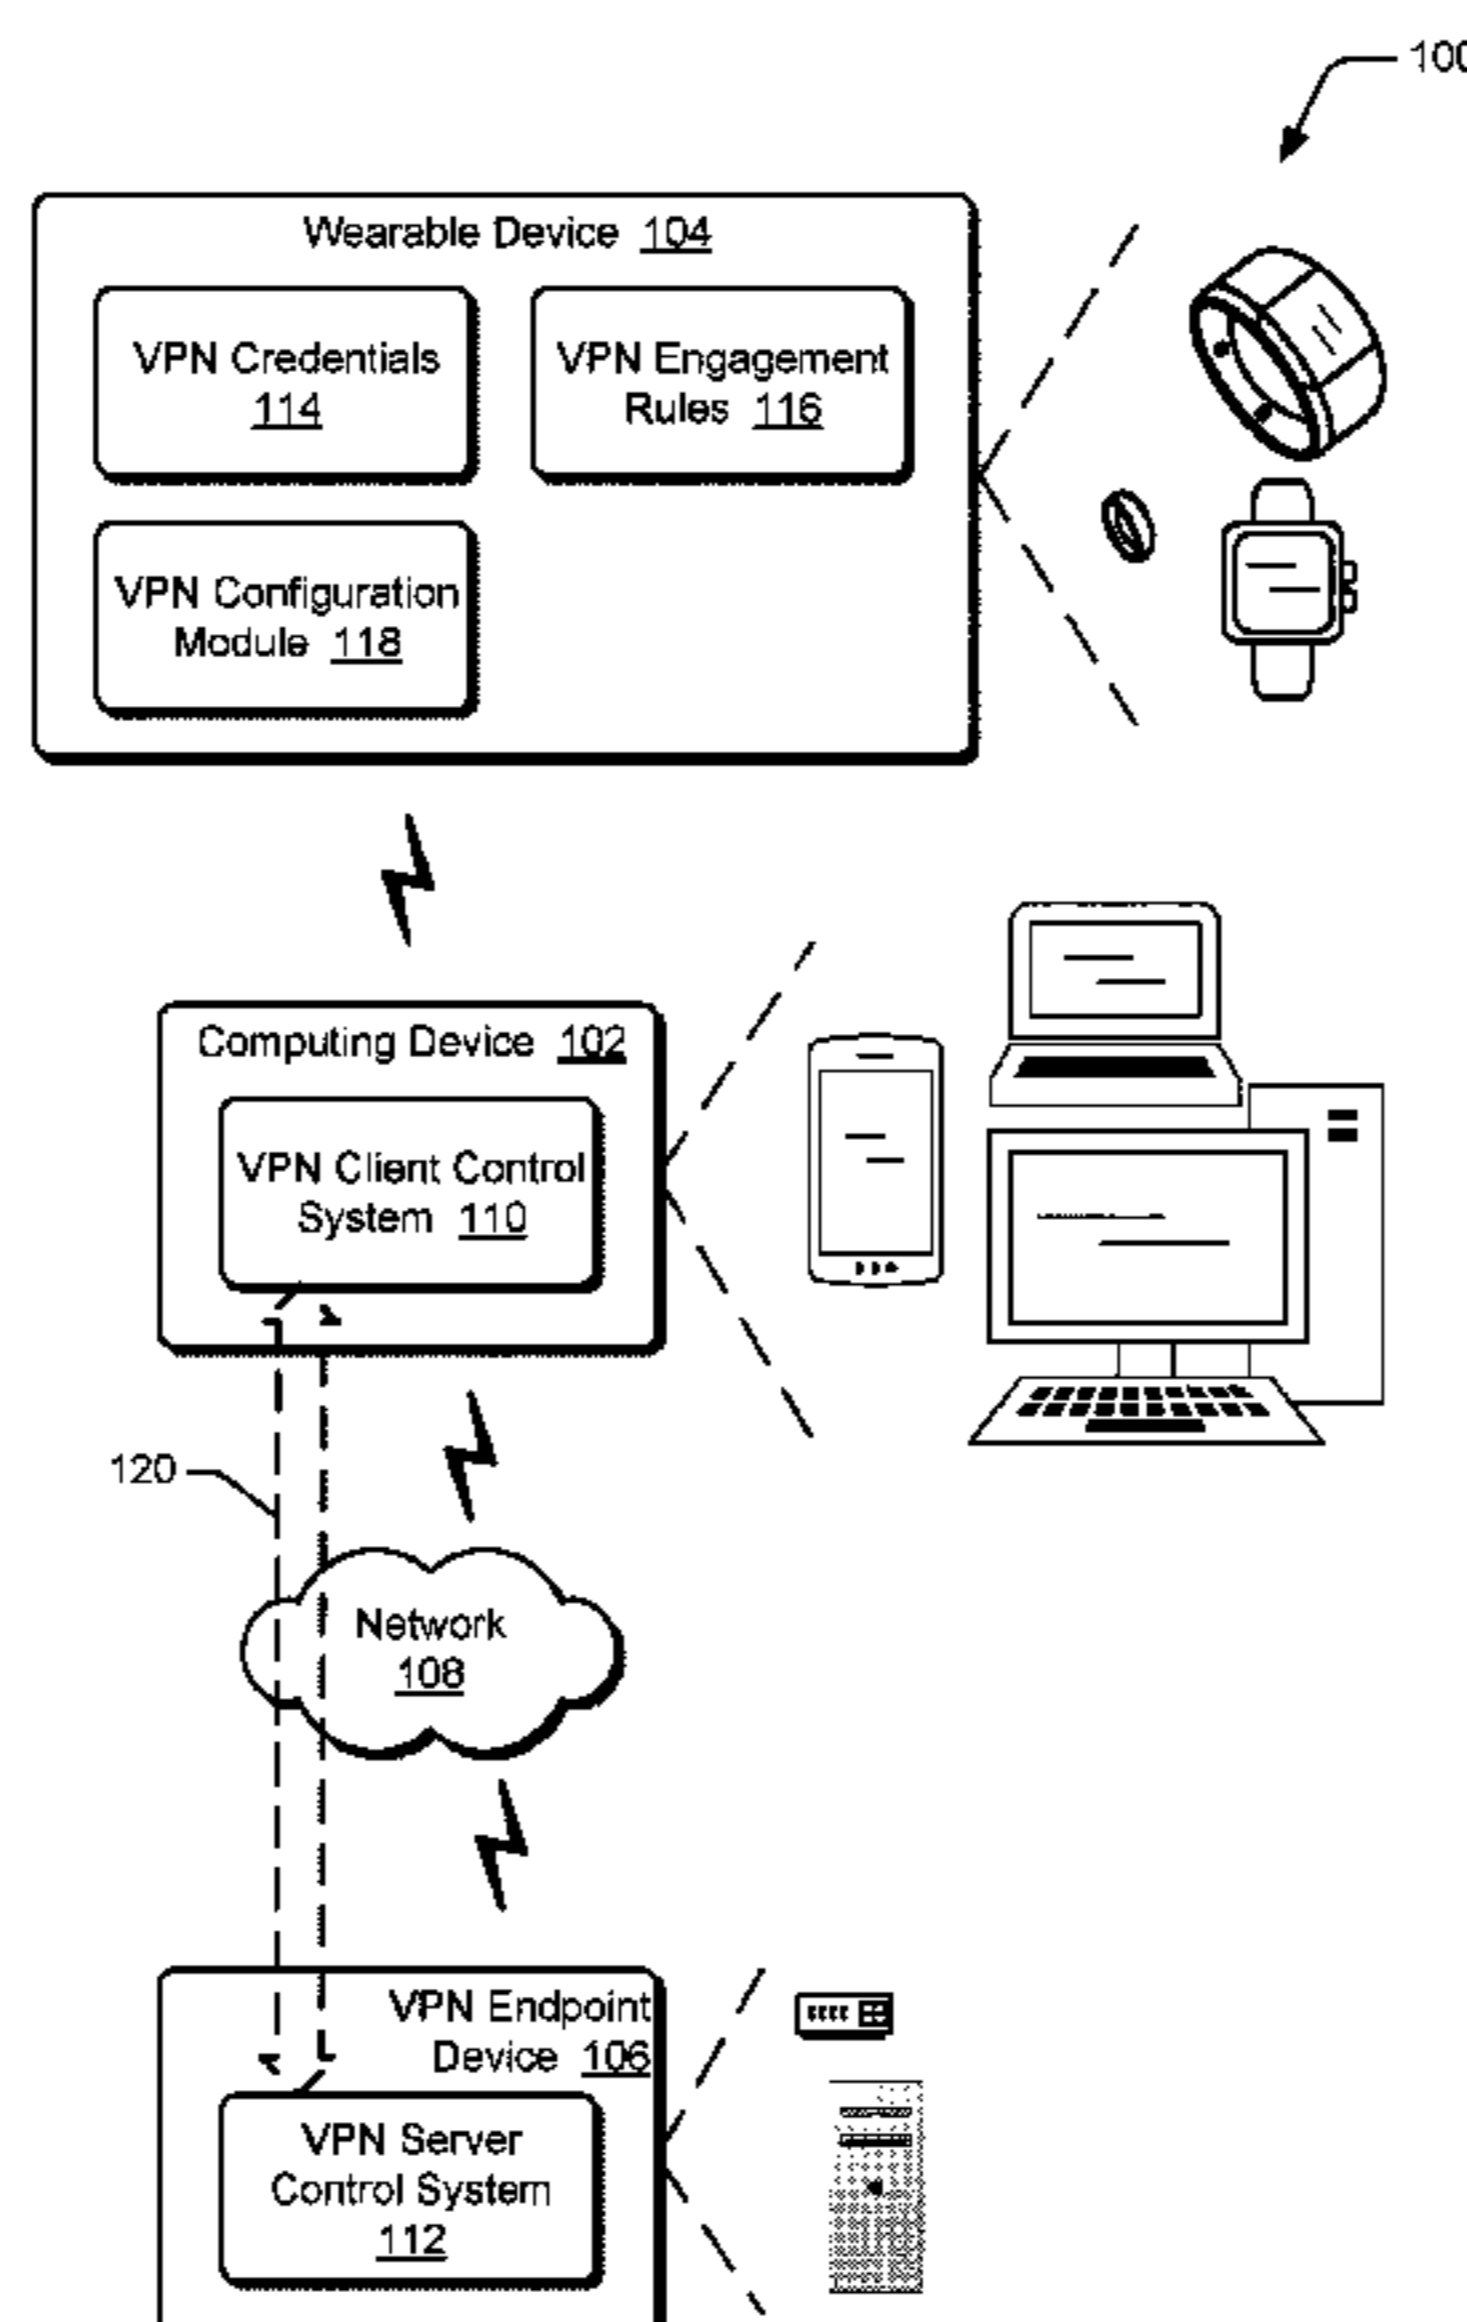 100
Wearable Device 104
VPN Credentials
114
VPN Engagement
Rules 116
VPN Configuration
Module 118
Computing Device 102
VPN Client Control
System 110
120
Network
108
VPN Endpoint
Device 106
VPN Server
Control System
112